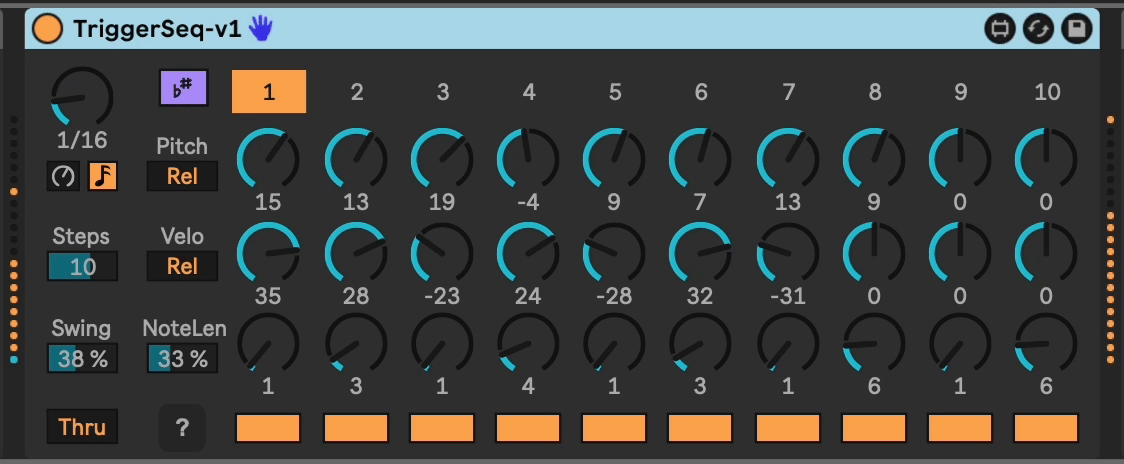 TriggerSeq-v1
♭# 1 2 3 4 5 6 7 8 9 10
1/16
Pitch
Rel
15 13 19 -4 9 7 13 9 0 0
Steps Velo
10 Rel
35 28 -23 24 -28 32 -31 0 0 0
Swing NoteLen
38 % 33 %
1 3 1 4 1 3 1 6 1 6
Thru ?